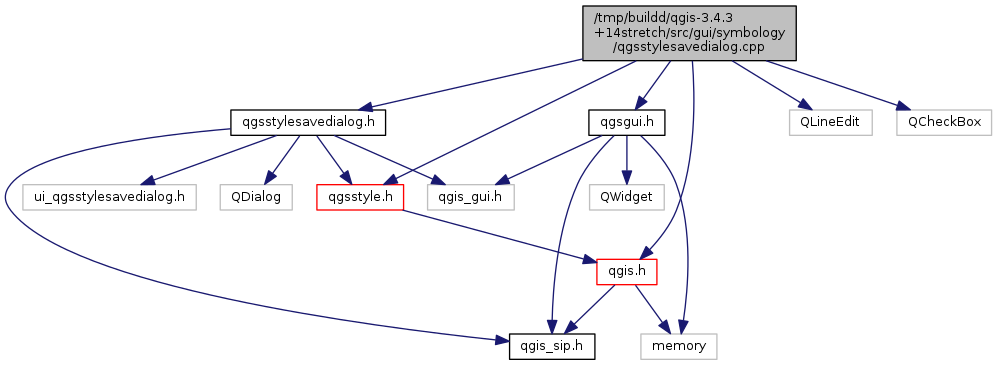 /tmp/buildd/qgis-3.4.3
+14stretch/src/gui/symbology
/qgsstylesavedialog.cpp
qgsstylesavedialog.h
qgsgui.h
QLineEdit
QCheckBox
ui_qgsstylesavedialog.h
QDialog
qgsstyle.h
qgis_gui.h
QWidget
qgis.h
qgis_sip.h
memory